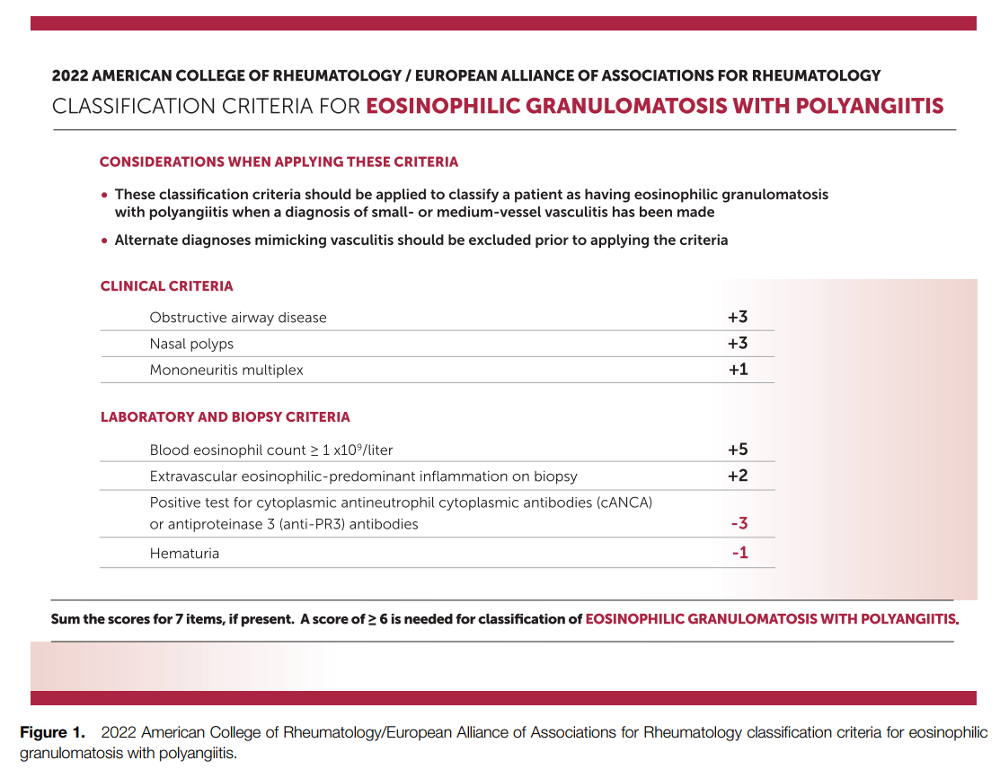 2022 AMERICAN COLLEGE OF RHEUMATOLOGY / EUROPEAN ALLIANCE OF ASSOCIATIONS FOR RHEUMATOLOGY
CLASSIFICATION CRITERIA FOR EOSINOPHILIC GRANULOMATOSIS WITH POLYANGIITIS
CONSIDERATIONS WHEN APPLYING THESE CRITERIA
• These classification criteria should be applied to classify a patient as having eosinophilic granulomatosis
with polyangiitis when a diagnosis of small- or medium-vessel vasculitis has been made
• Alternate diagnoses mimicking vasculitis should be excluded prior to applying the criteria
CLINICAL CRITERIA
Obstructive airway disease +3
Nasal polyps +3
Mononeuritis multiplex +1
LABORATORY AND BIOPSY CRITERIA
Blood eosinophil count ≥ 1 x10⁹/liter +5
Extravascular eosinophilic-predominant inflammation on biopsy +2
Positive test for cytoplasmic antineutrophil cytoplasmic antibodies (cANCA)
or antiproteinase 3 (anti-PR3) antibodies -3
Hematuria -1
Sum the scores for 7 items, if present. A score of ≥ 6 is needed for classification of EOSINOPHILIC GRANULOMATOSIS WITH POLYANGIITIS.
Figure 1. 2022 American College of Rheumatology/European Alliance of Associations for Rheumatology classification criteria for eosinophilic
granulomatosis with polyangiitis.